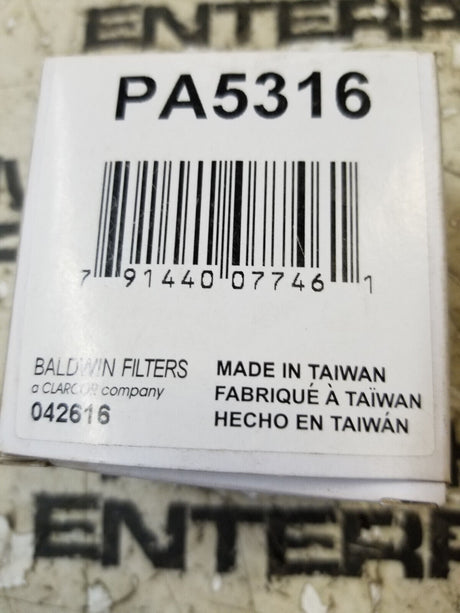 ENTERP
PA5316
7 91440 07746 1
BALDWIN FILTERS
a CLARCOR company
042616
MADE IN TAIWAN
FABRIQUÉ À TAÏWAN
HECHO EN TAIWÁN
ENTERP